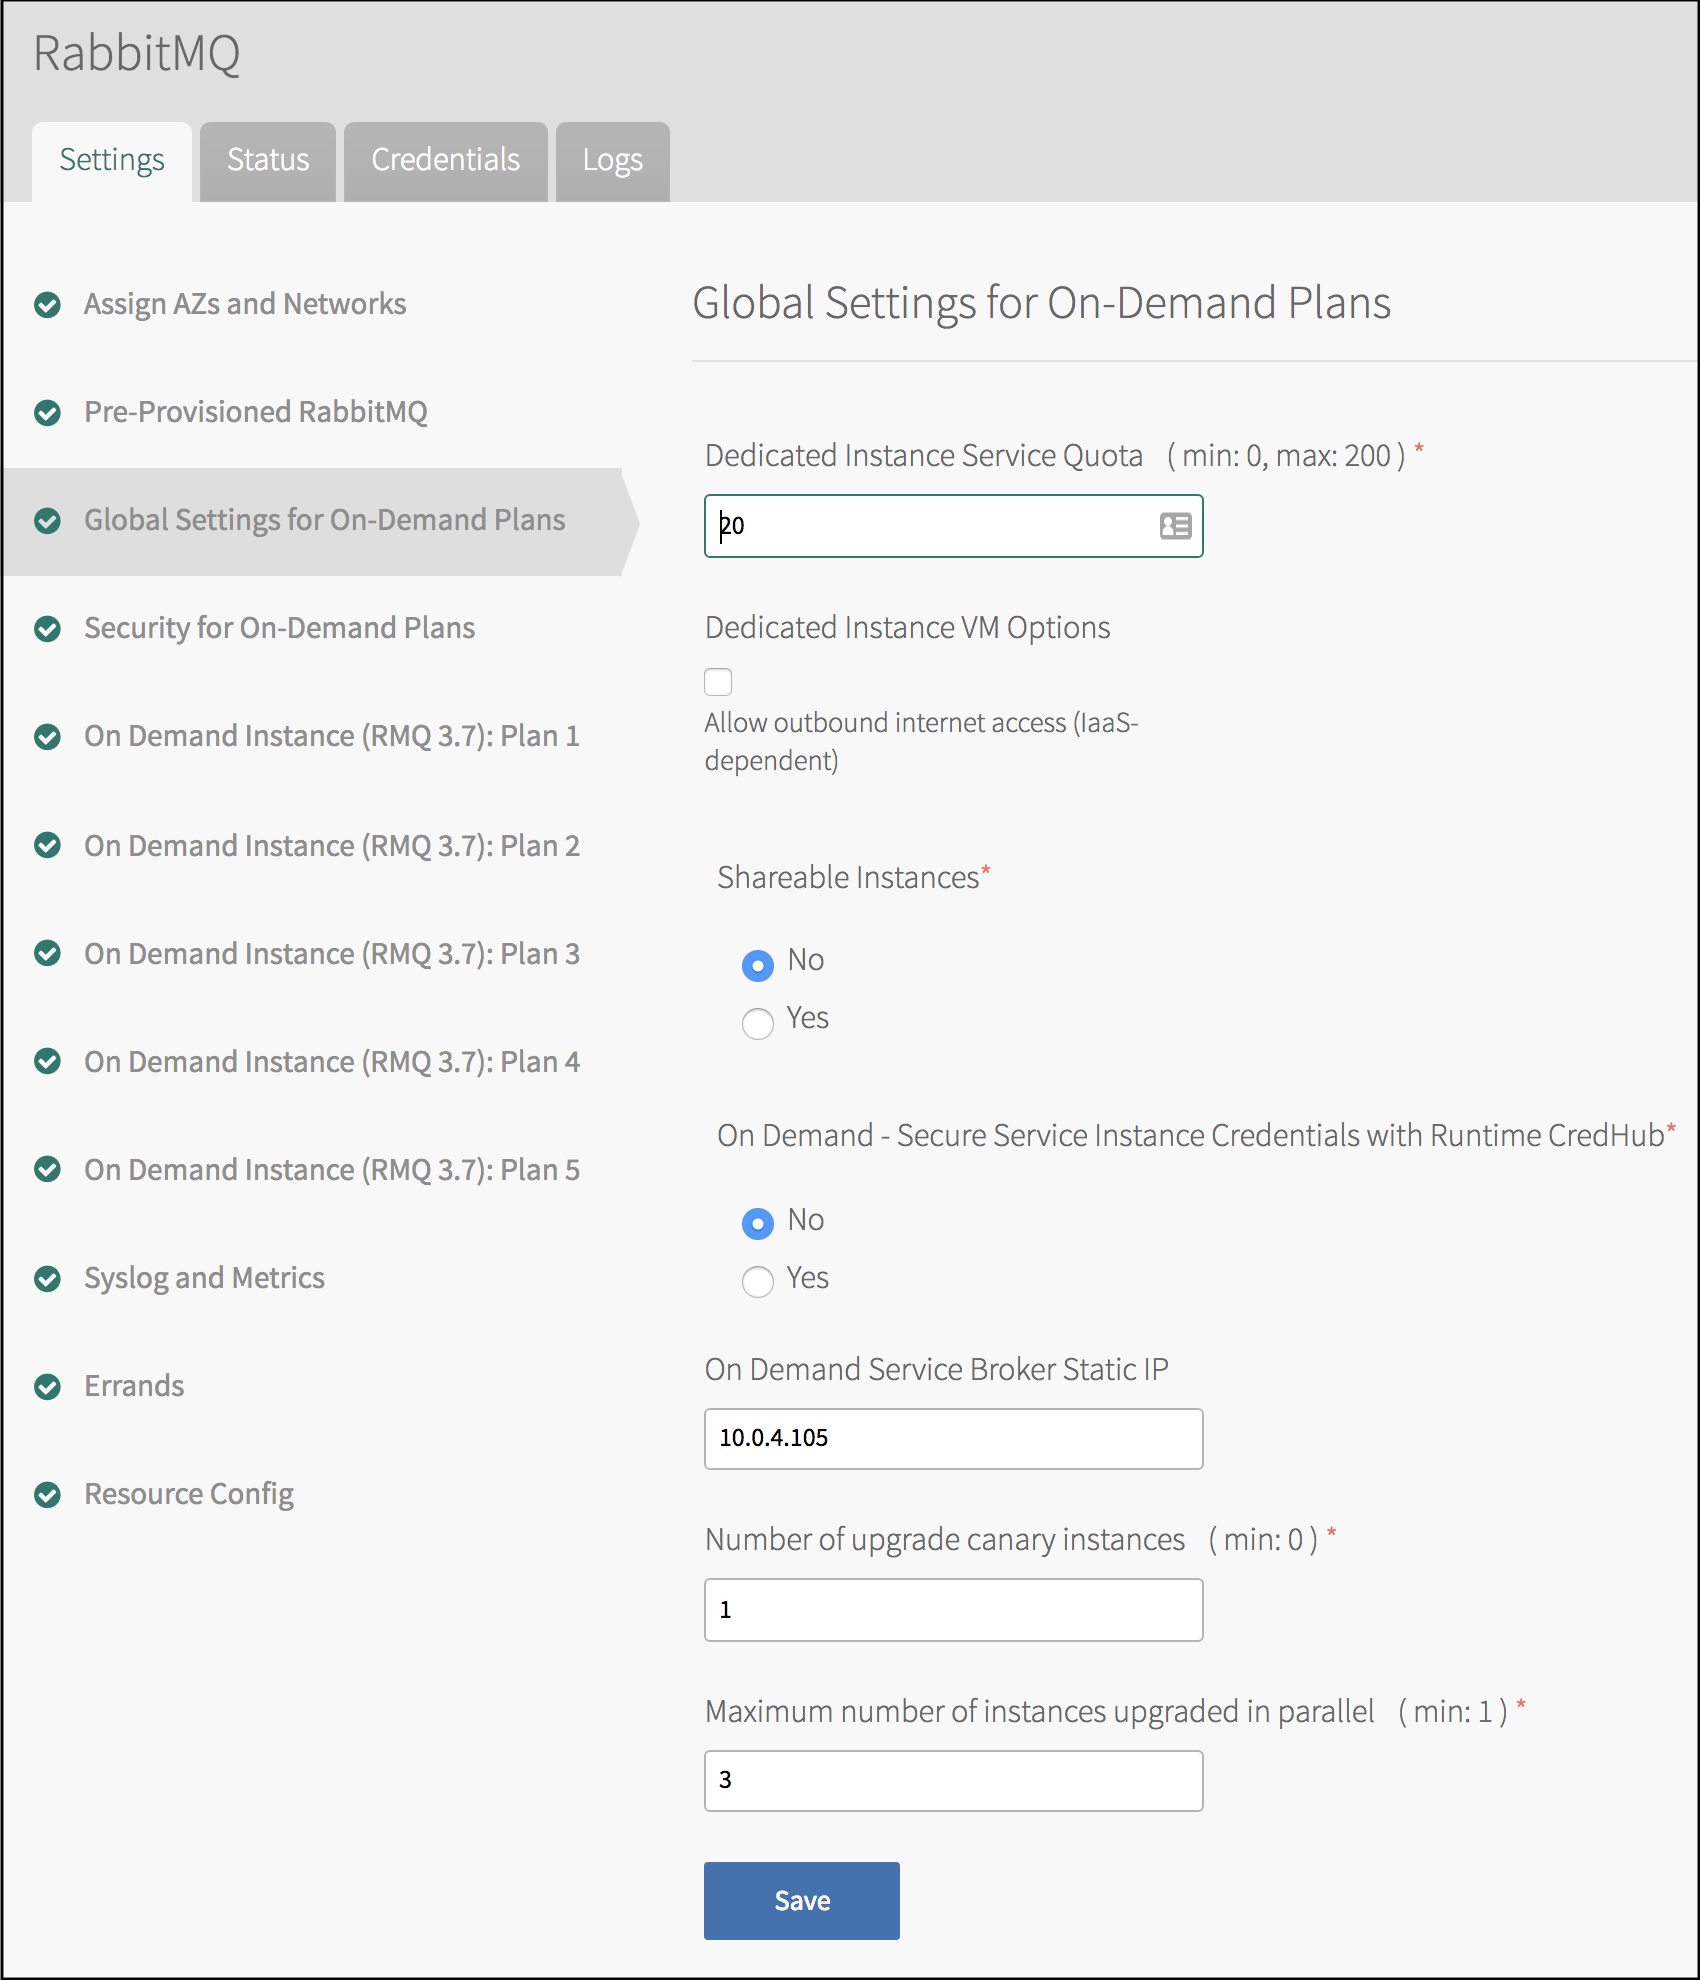 RabbitMQ
Settings
Status
Credentials
Logs
Assign AZs and Networks
Pre-Provisioned RabbitMQ
Global Settings for On-Demand Plans
Security for On-Demand Plans
On Demand Instance (RMQ 3.7): Plan 1
On Demand Instance (RMQ 3.7): Plan 2
On Demand Instance (RMQ 3.7): Plan 3
On Demand Instance (RMQ 3.7): Plan 4
On Demand Instance (RMQ 3.7): Plan 5
Syslog and Metrics
Errands
Resource Config
Global Settings for On-Demand Plans
Dedicated Instance Service Quota ( min: 0, max: 200 ) *
20
Dedicated Instance VM Options
Allow outbound internet access (IaaS-
dependent)
Shareable Instances*
No
Yes
On Demand - Secure Service Instance Credentials with Runtime CredHub*
No
Yes
On Demand Service Broker Static IP
10.0.4.105
Number of upgrade canary instances ( min: 0 ) *
1
Maximum number of instances upgraded in parallel ( min: 1 ) *
3
Save